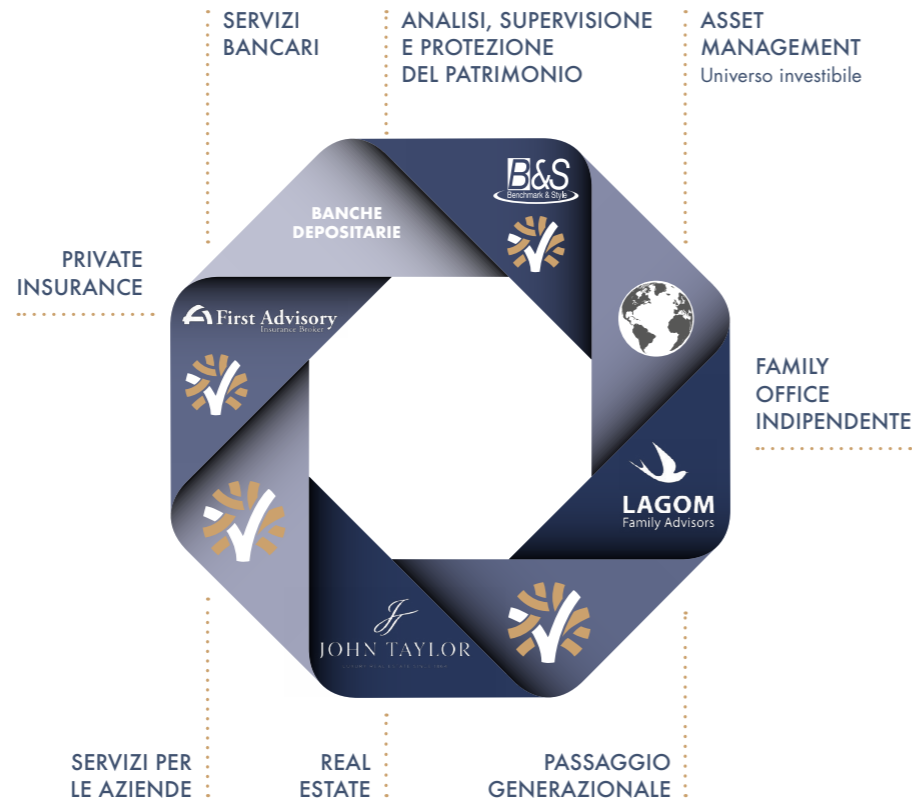 SERVIZI
BANCARI
ANALISI, SUPERVISIONE
E PROTEZIONE
DEL PATRIMONIO
ASSET
MANAGEMENT
Universo investibile
B&S
Benchmark & Style
BANCHE
DEPOSITARIE
PRIVATE
INSURANCE
First Advisory
Insurance Broker
FAMILY
OFFICE
INDIPENDENTE
LAGOM
Family Advisors
JOHN TAYLOR
SERVIZI PER
LE AZIENDE
REAL
ESTATE
PASSAGGIO
GENERAZIONALE